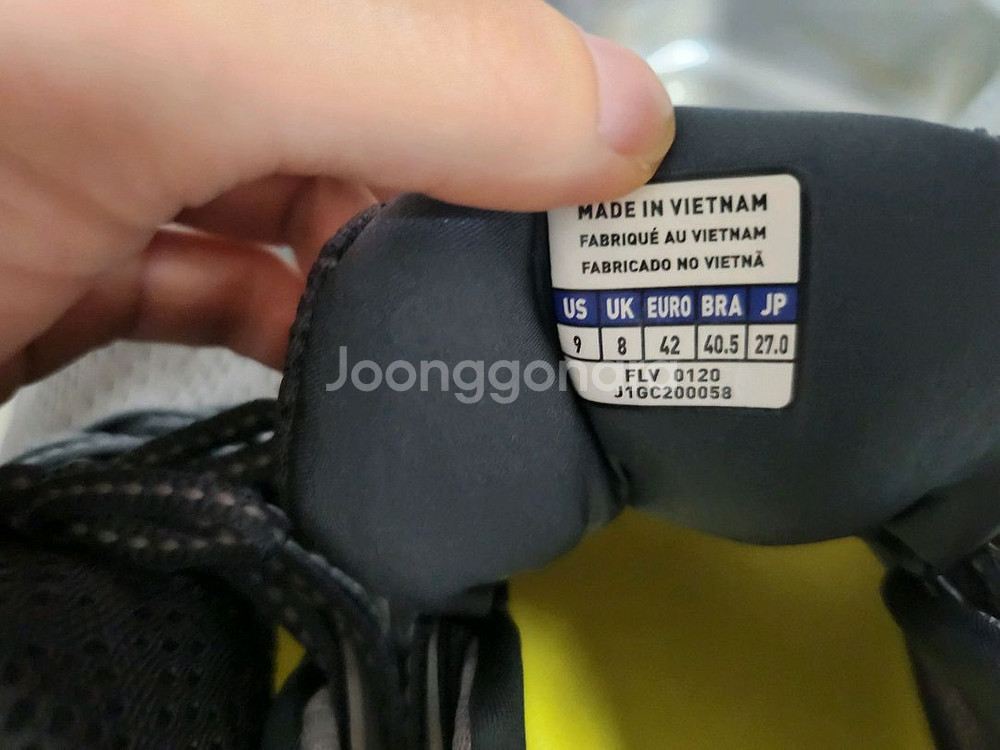 MADE IN VIETNAM
FABRIQUÉ AU VIETNAM
FABRICADO NO VIETNÃ
US UK EURO BRA JP
9 8 42 40.5 27.0
FLV 0120
J1GC200058